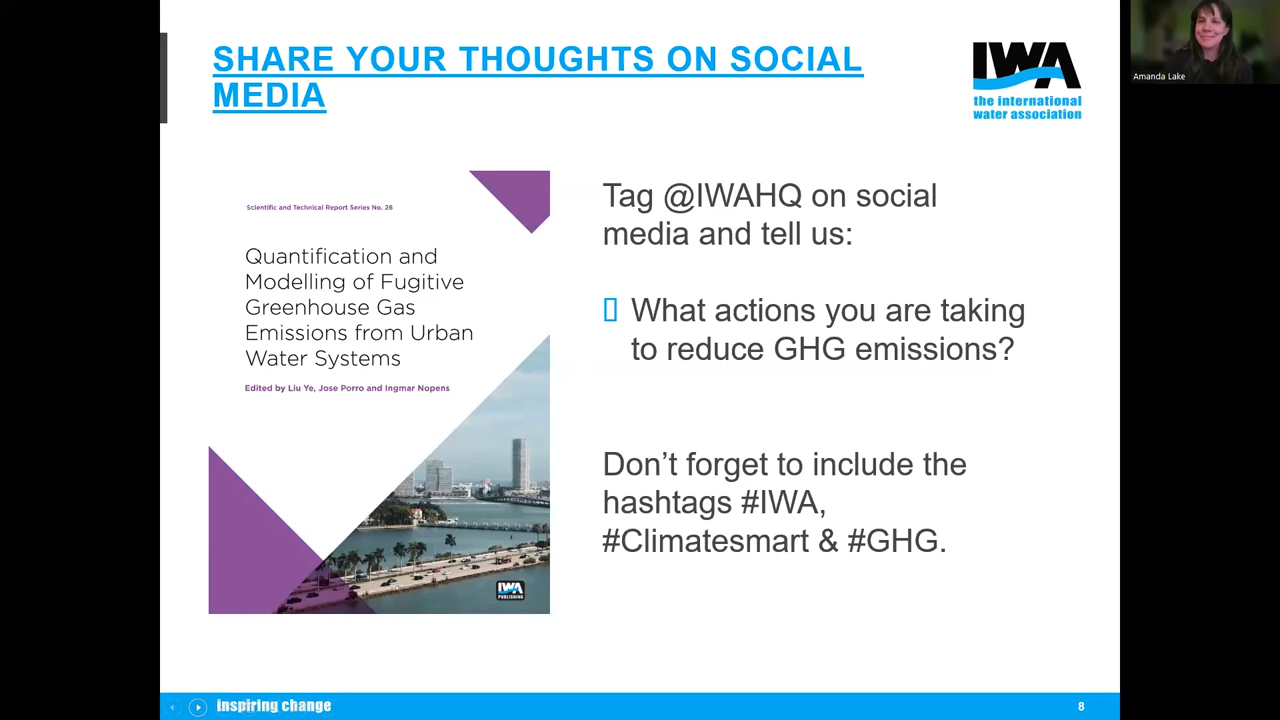 SHARE YOUR THOUGHTS ON SOCIAL
MEDIA
IWA
the international
water association
Amanda Lake
Scientific and Technical Report Series No. 26
Quantification and
Modelling of Fugitive
Greenhouse Gas
Emissions from Urban
Water Systems
Edited by Liu Ye, Jose Porro and Ingmar Nopens
IWA
PUBLISHING
Tag @IWAHQ on social
media and tell us:
What actions you are taking
to reduce GHG emissions?
Don’t forget to include the
hashtags #IWA,
#Climatesmart & #GHG.
inspiring change
8